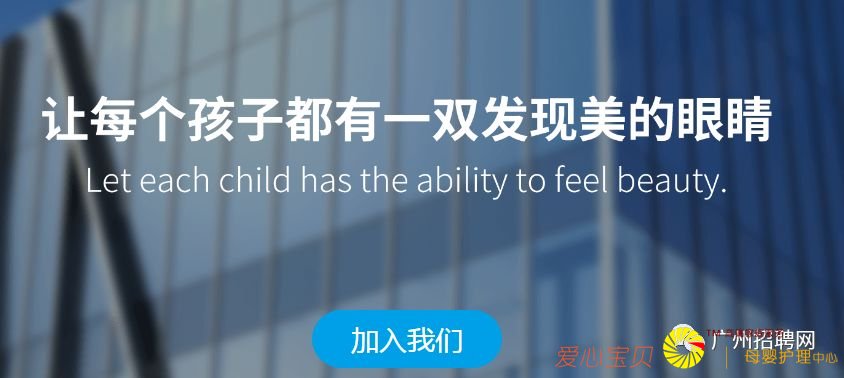 让每个孩子都有一双发现美的眼睛
Let each child has the ability to feel beauty.
加入我们
爱心宝贝
广州招聘网
母婴护理中心